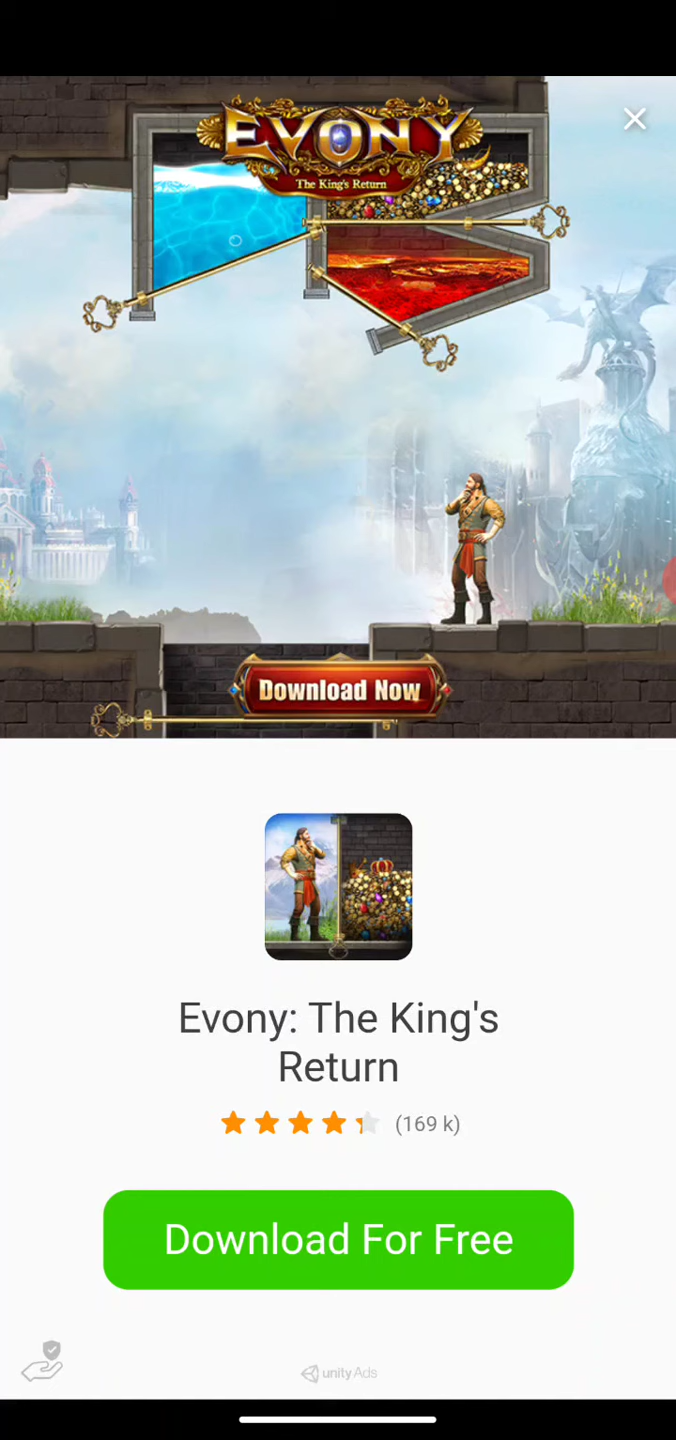 EVONY
The King's Return
Download Now
Evony: The King's
Return
(169 k)
Download For Free
unity Ads